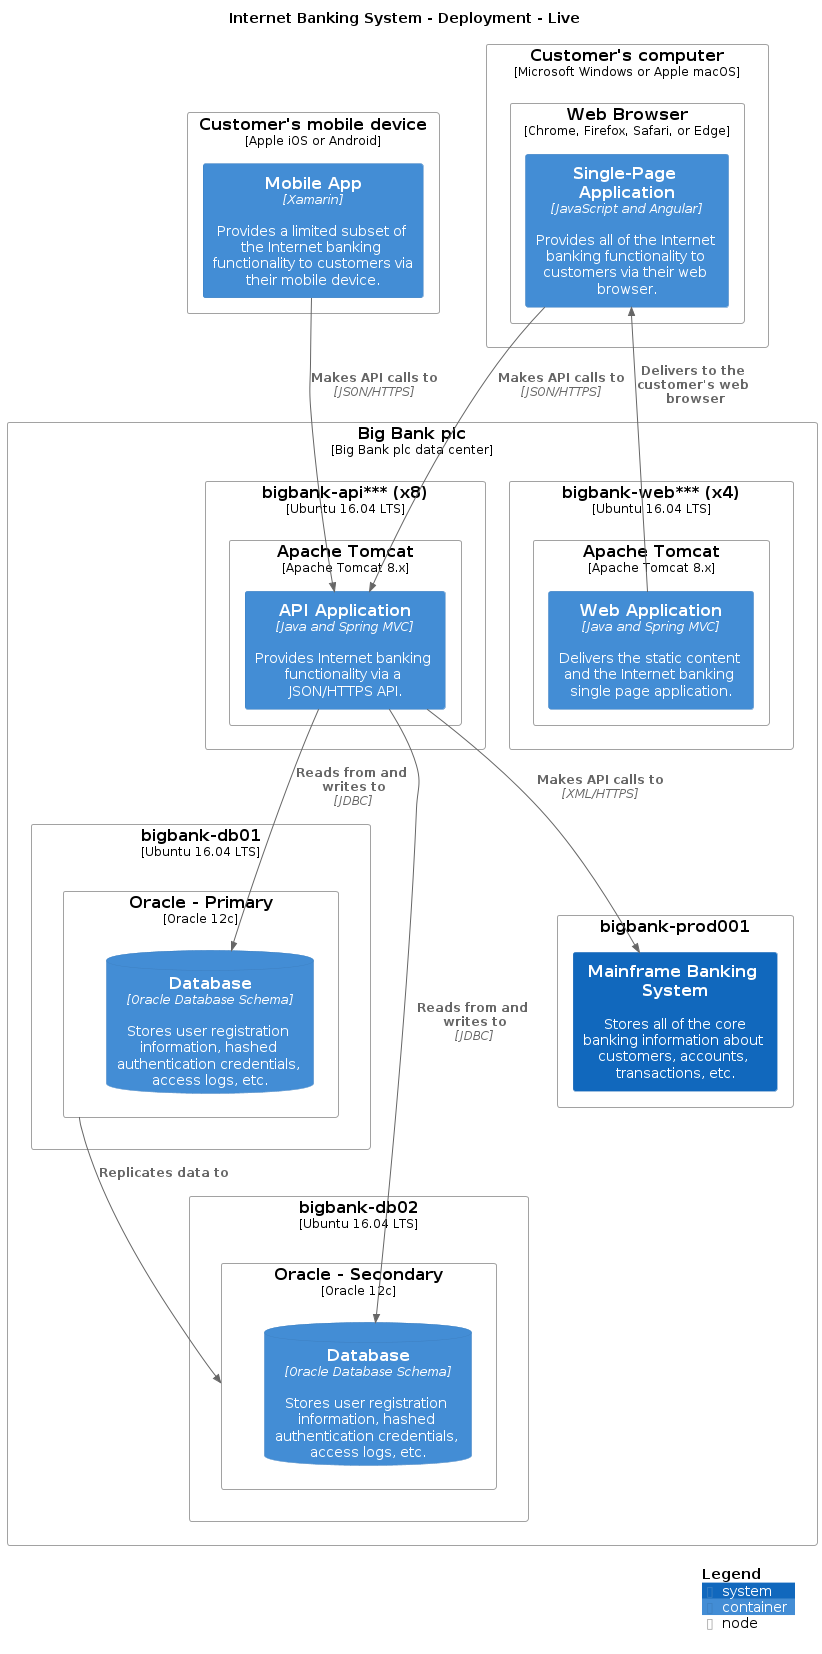 Internet Banking System - Deployment - Live
Customer's computer
[Microsoft Windows or Apple macOS]
Web Browser
[Chrome, Firefox, Safari, or Edge]
Single-Page
Application
[JavaScript and Angular]
Provides all of the Internet
banking functionality to
customers via their web
browser.
Customer's mobile device
[Apple iOS or Android]
Mobile App
[Xamarin]
Provides a limited subset of
the Internet banking
functionality to customers via
their mobile device.
Makes API calls to
[JSON/HTTPS]
Makes API calls to
[JSON/HTTPS]
Delivers to the
customer's web
browser
Big Bank plc
[Big Bank plc data center]
bigbank-api*** (x8)
[Ubuntu 16.04 LTS]
Apache Tomcat
[Apache Tomcat 8.x]
API Application
[Java and Spring MVC]
Provides Internet banking
functionality via a
JSON/HTTPS API.
bigbank-web*** (x4)
[Ubuntu 16.04 LTS]
Apache Tomcat
[Apache Tomcat 8.x]
Web Application
[Java and Spring MVC]
Delivers the static content
and the Internet banking
single page application.
Reads from and
writes to
[JDBC]
Makes API calls to
[XML/HTTPS]
bigbank-db01
[Ubuntu 16.04 LTS]
Oracle - Primary
[Oracle 12c]
Database
[Oracle Database Schema]
Stores user registration
information, hashed
authentication credentials,
access logs, etc.
Reads from and
writes to
[JDBC]
bigbank-prod001
Mainframe Banking
System
Stores all of the core
banking information about
customers, accounts,
transactions, etc.
Replicates data to
bigbank-db02
[Ubuntu 16.04 LTS]
Oracle - Secondary
[Oracle 12c]
Database
[Oracle Database Schema]
Stores user registration
information, hashed
authentication credentials,
access logs, etc.
Legend
system
container
node